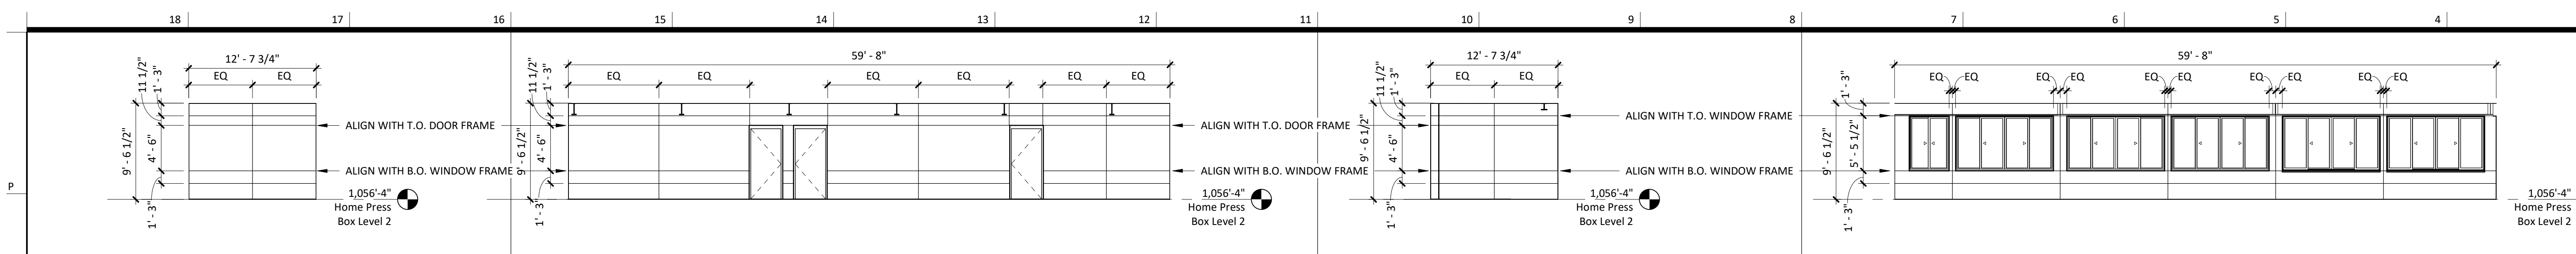 18 17 16 15 14 13 12 11 10 9 8 7 6 5 4
P
12' - 7 3/4"
EQ EQ
11 1/2"
1' - 3"
9' - 6 1/2"
4' - 6"
1' - 3"
ALIGN WITH T.O. DOOR FRAME
ALIGN WITH B.O. WINDOW FRAME
1,056'-4"
Home Press
Box Level 2
59' - 8"
EQ EQ EQ EQ EQ EQ
11 1/2"
1' - 3"
9' - 6 1/2"
4' - 6"
1' - 3"
ALIGN WITH T.O. DOOR FRAME
ALIGN WITH B.O. WINDOW FRAME
1,056'-4"
Home Press
Box Level 2
12' - 7 3/4"
EQ EQ
11 1/2"
1' - 3"
9' - 6 1/2"
4' - 6"
1' - 3"
ALIGN WITH T.O. WINDOW FRAME
ALIGN WITH B.O. WINDOW FRAME
1,056'-4"
Home Press
Box Level 2
59' - 8"
EQ EQ EQ EQ EQ EQ EQ EQ EQ EQ
1' - 3"
9' - 6 1/2"
5' - 5 1/2"
1' - 3"
1,056'-4"
Home Press
Box Level 2